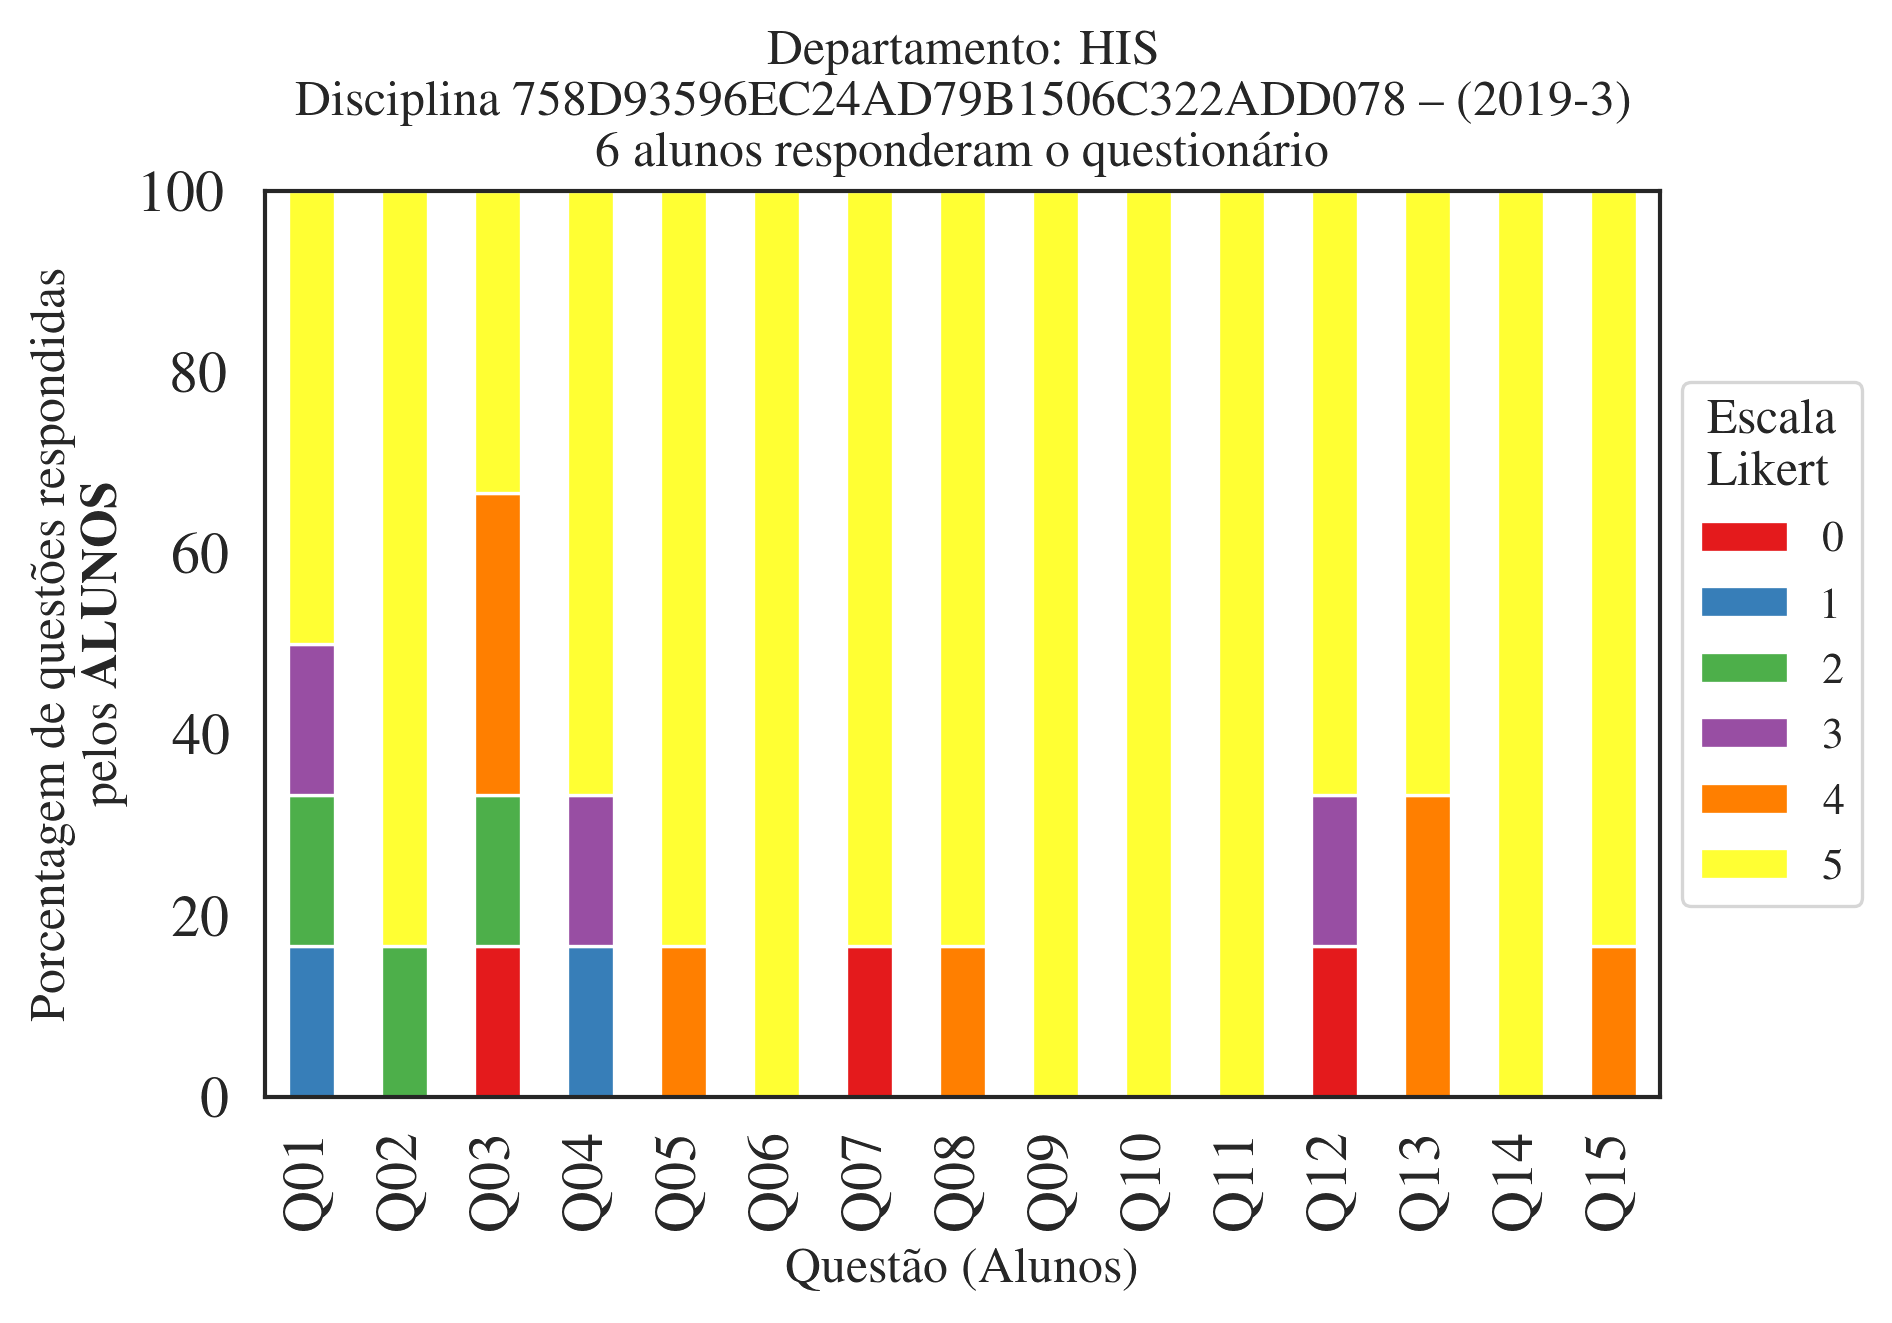 Departamento: HIS
Disciplina 758D93596EC24AD79B1506C322ADD078 – (2019-3)
6 alunos responderam o questionário
Porcentagem de questões respondidas
pelos ALUNOS
100
80
60
40
20
0
Q01
Q02
Q03
Q04
Q05
Q06
Q07
Q08
Q09
Q10
Q11
Q12
Q13
Q14
Q15
Questão (Alunos)
Escala
Likert
0
1
2
3
4
5